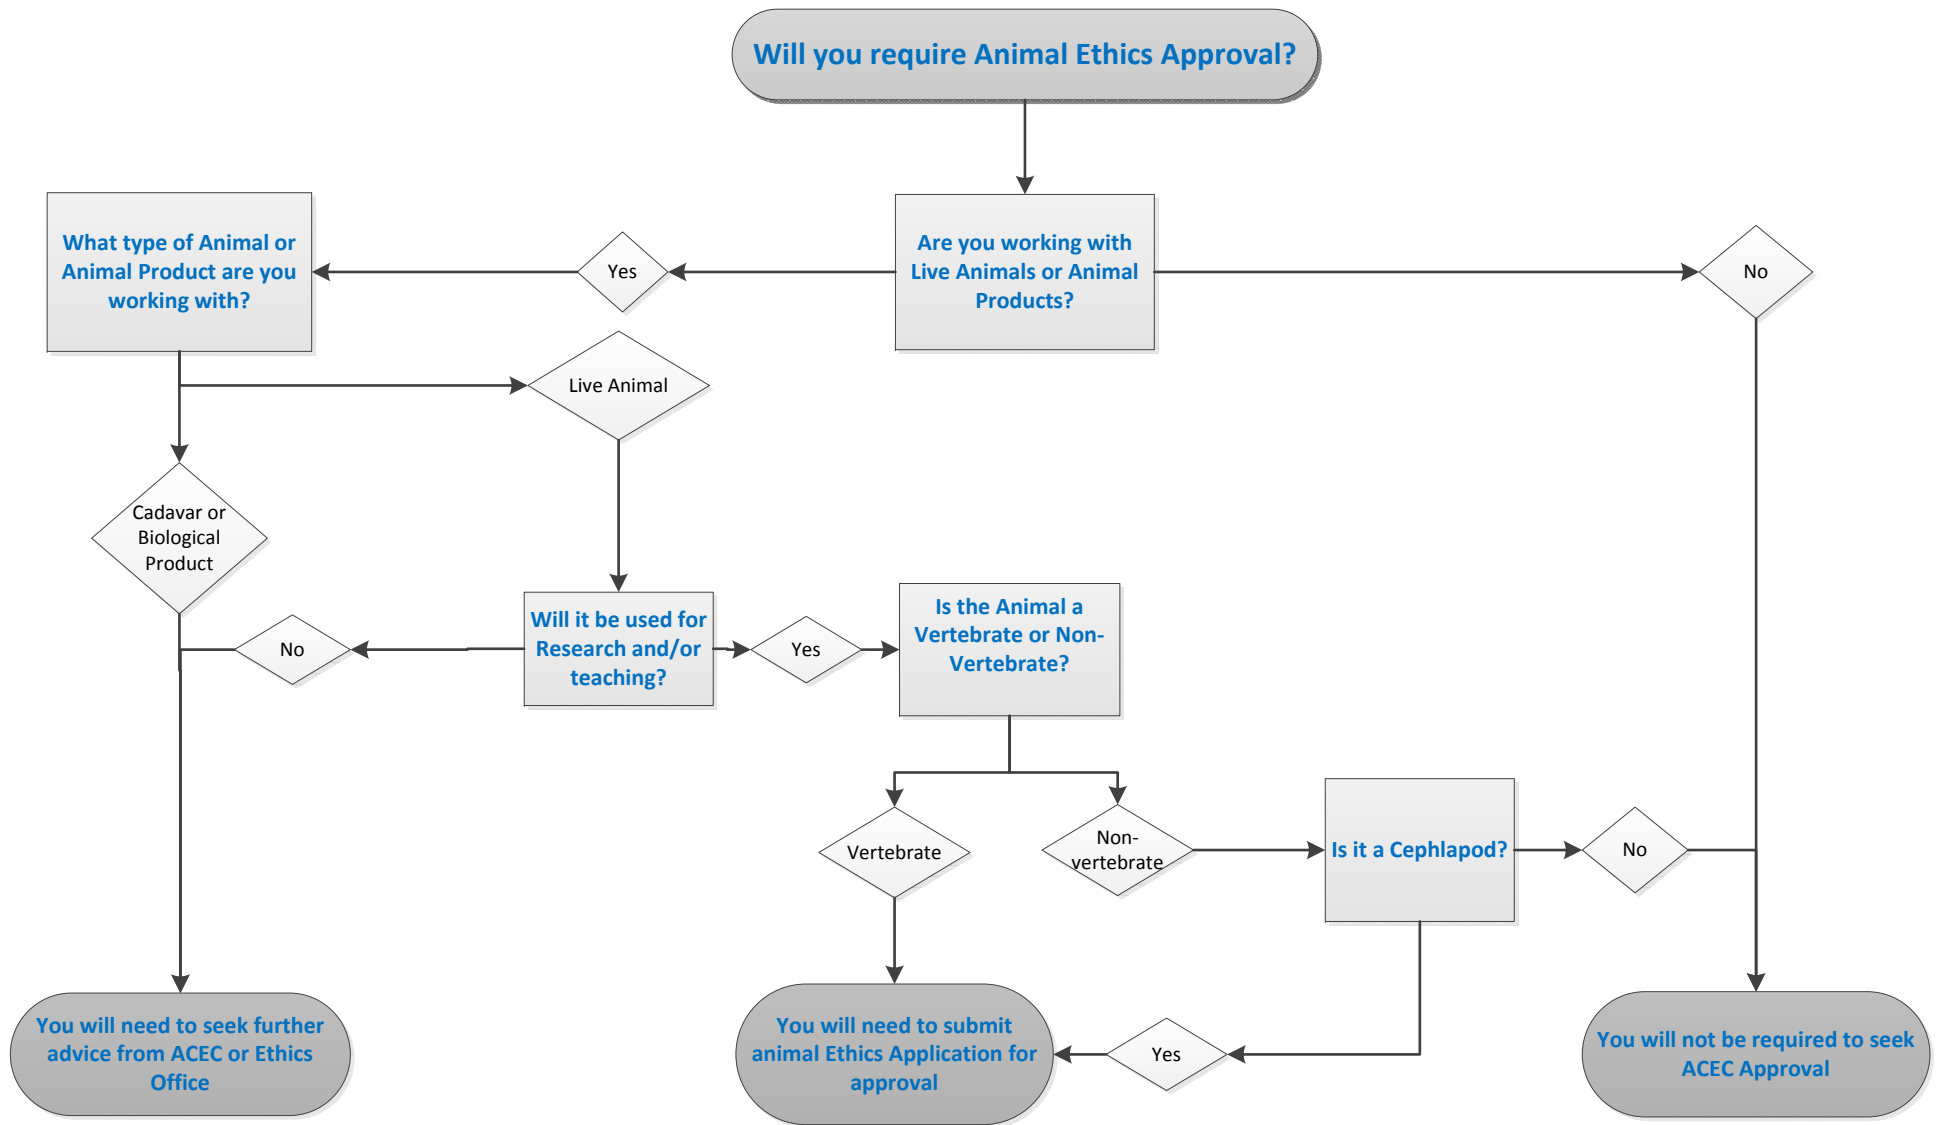 Will you require Animal Ethics Approval?
What type of Animal or
Animal Product are you
working with?
Yes
Are you working with
Live Animals or Animal
Products?
No
Live Animal
Cadavar or
Biological
Product
No
Will it be used for
Research and/or
teaching?
Yes
Is the Animal a
Vertebrate or Non-
Vertebrate?
Vertebrate
Non-
vertebrate
Is it a Cephlapod?
No
You will need to seek further
advice from ACEC or Ethics
Office
You will need to submit
animal Ethics Application for
approval
Yes
You will not be required to seek
ACEC Approval